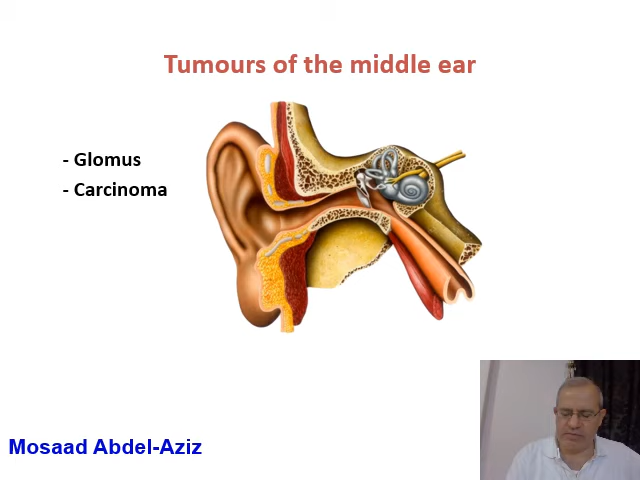 Tumours of the middle ear
- Glomus
- Carcinoma
Mosaad Abdel-Aziz